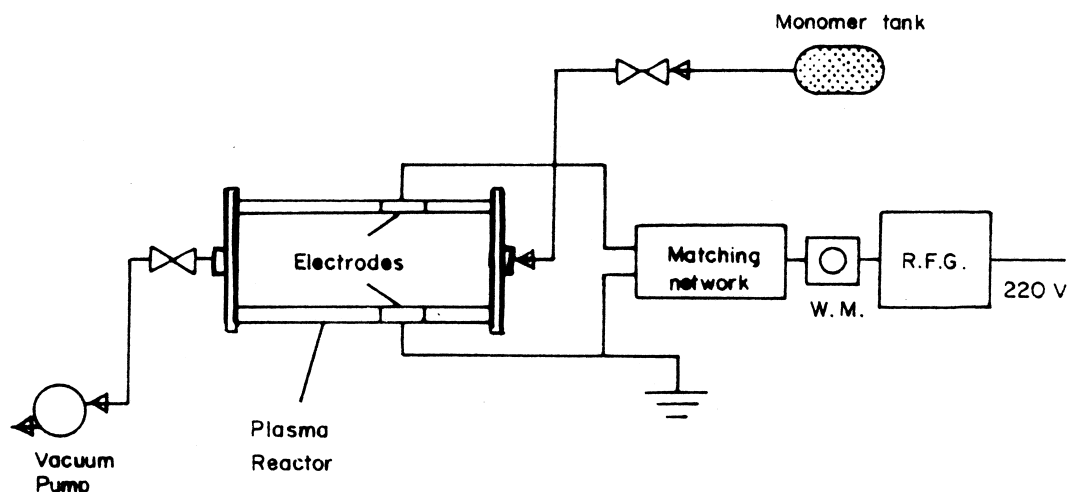 Monomer tank
Electrodes
Matching
network
R.F.G.
220 V
W. M.
Plasma
Reactor
Vacuum
Pump